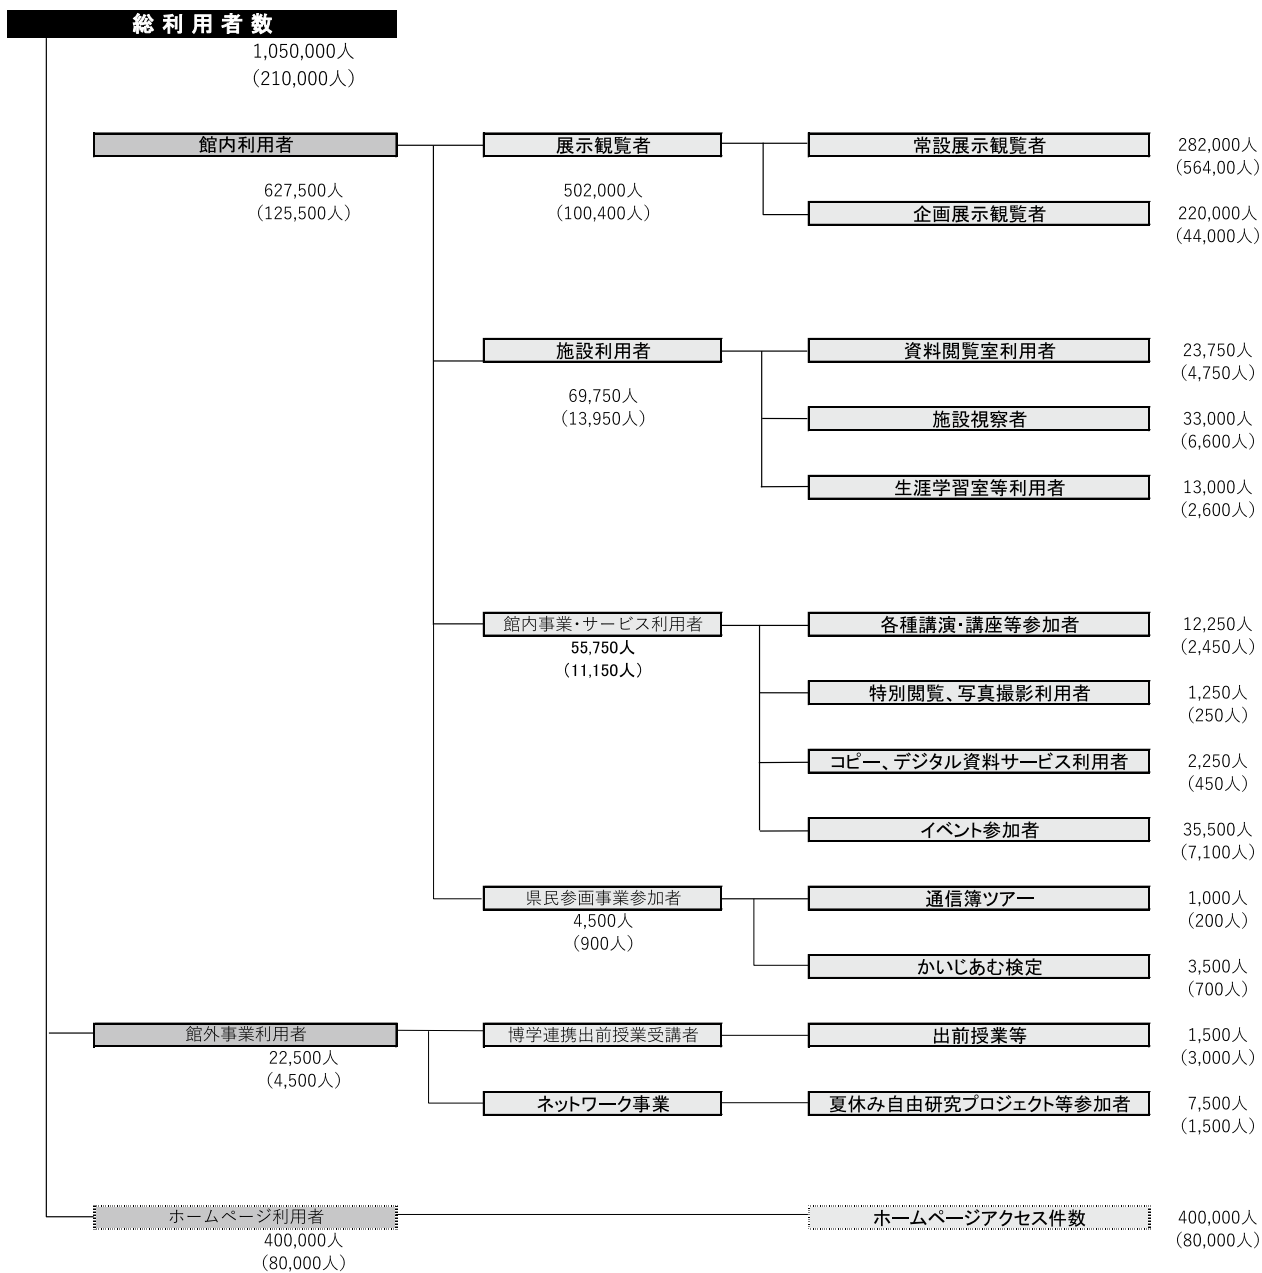 総利用者数
1,050,000人
(210,000人)
館内利用者
627,500人
(125,500人)
展示観覧者
502,000人
(100,400人)
常設展示観覧者
282,000人
(564,00人)
企画展示観覧者
220,000人
(44,000人)
施設利用者
69,750人
(13,950人)
資料閲覧室利用者
23,750人
(4,750人)
施設視察者
33,000人
(6,600人)
生涯学習室等利用者
13,000人
(2,600人)
館内事業・サービス利用者
55,750人
(11,150人)
各種講演・講座等参加者
12,250人
(2,450人)
特別閲覧、写真撮影利用者
1,250人
(250人)
コピー、デジタル資料サービス利用者
2,250人
(450人)
イベント参加者
35,500人
(7,100人)
県民参画事業参加者
4,500人
(900人)
通信簿ツアー
1,000人
(200人)
かいじあむ検定
3,500人
(700人)
館外事業利用者
22,500人
(4,500人)
博学連携出前授業受講者
出前授業等
1,500人
(3,000人)
ネットワーク事業
夏休み自由研究プロジェクト等参加者
7,500人
(1,500人)
ホームページ利用者
400,000人
(80,000人)
ホームページアクセス件数
400,000人
(80,000人)